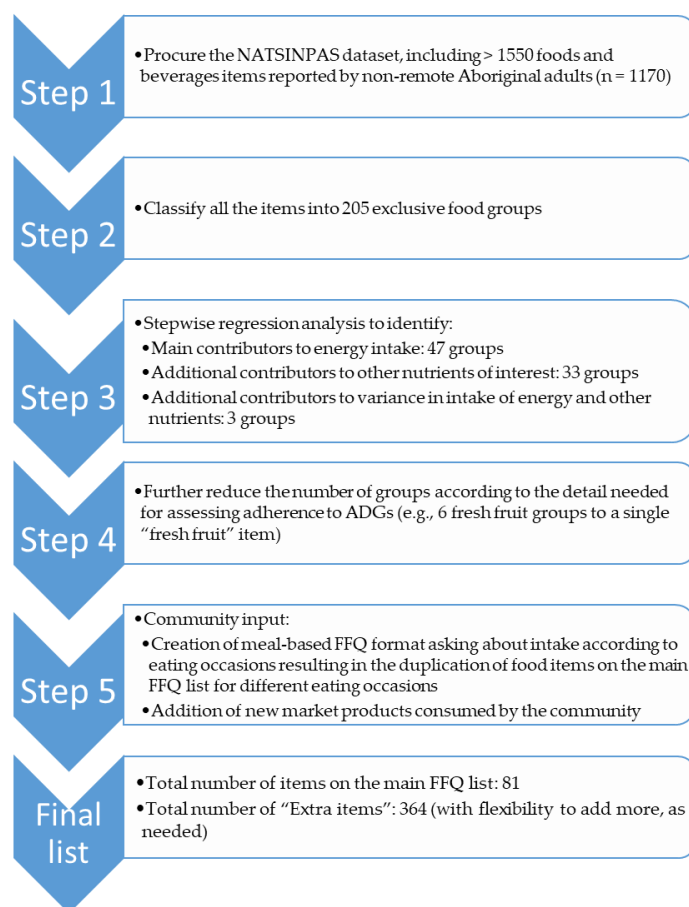 Step 1
•Procure the NATSINPAS dataset, including > 1550 foods and
beverages items reported by non-remote Aboriginal adults (n = 1170)
Step 2
•Classify all the items into 205 exclusive food groups
Step 3
•Stepwise regression analysis to identify:
•Main contributors to energy intake: 47 groups
•Additional contributors to other nutrients of interest: 33 groups
•Additional contributors to variance in intake of energy and other
nutrients: 3 groups
Step 4
•Further reduce the number of groups according to the detail needed
for assessing adherence to ADGs (e.g., 6 fresh fruit groups to a single
“fresh fruit” item)
Step 5
•Community input:
•Creation of meal-based FFQ format asking about intake according to
eating occasions resulting in the duplication of food items on the main
FFQ list for different eating occasions
•Addition of new market products consumed by the community
Final
list
•Total number of items on the main FFQ list: 81
•Total number of “Extra items”: 364 (with flexibility to add more, as
needed)